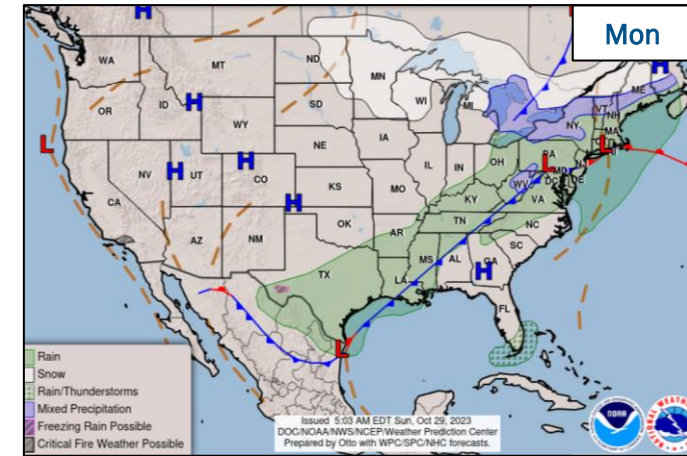 Mon
H
H
WA
MT
ND
MN
OR
ID
H
SD
WI
MI
ME
VT
NH
WY
NY
MA
L
NV
UT
H
H
CO
NE
IA
IL
IN
OH
PA
L
L
CA
H
KS
MO
KY
WV
MD
DC
DE
VA
AZ
NM
OK
AR
TN
NC
TX
MS
AL
GA
SC
LA
H
FL
L
Rain
Snow
Rain/Thunderstorms
Mixed Precipitation
Freezing Rain Possible
Critical Fire Weather Possible
Issued 5:03 AM EDT Sun, Oct 29, 2023
DOC/NOAA/NWS/NCEP/Weather Prediction Center
Prepared by Otto with WPC/SPC/NHC forecasts.
NOAA